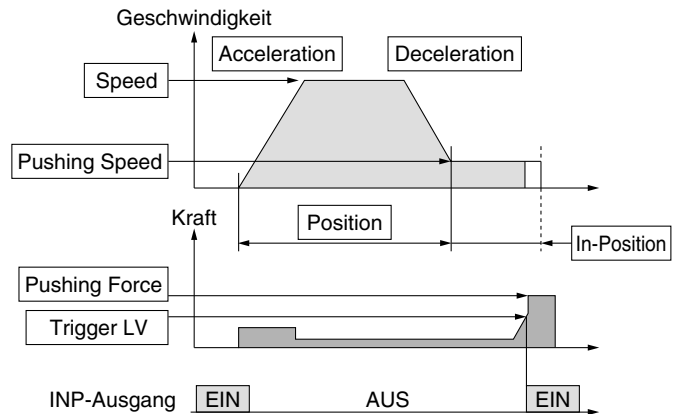 Geschwindigkeit
Acceleration
Deceleration
Speed
Pushing Speed
Kraft
Position
In-Position
Pushing Force
Trigger LV
INP-Ausgang
EIN
AUS
EIN